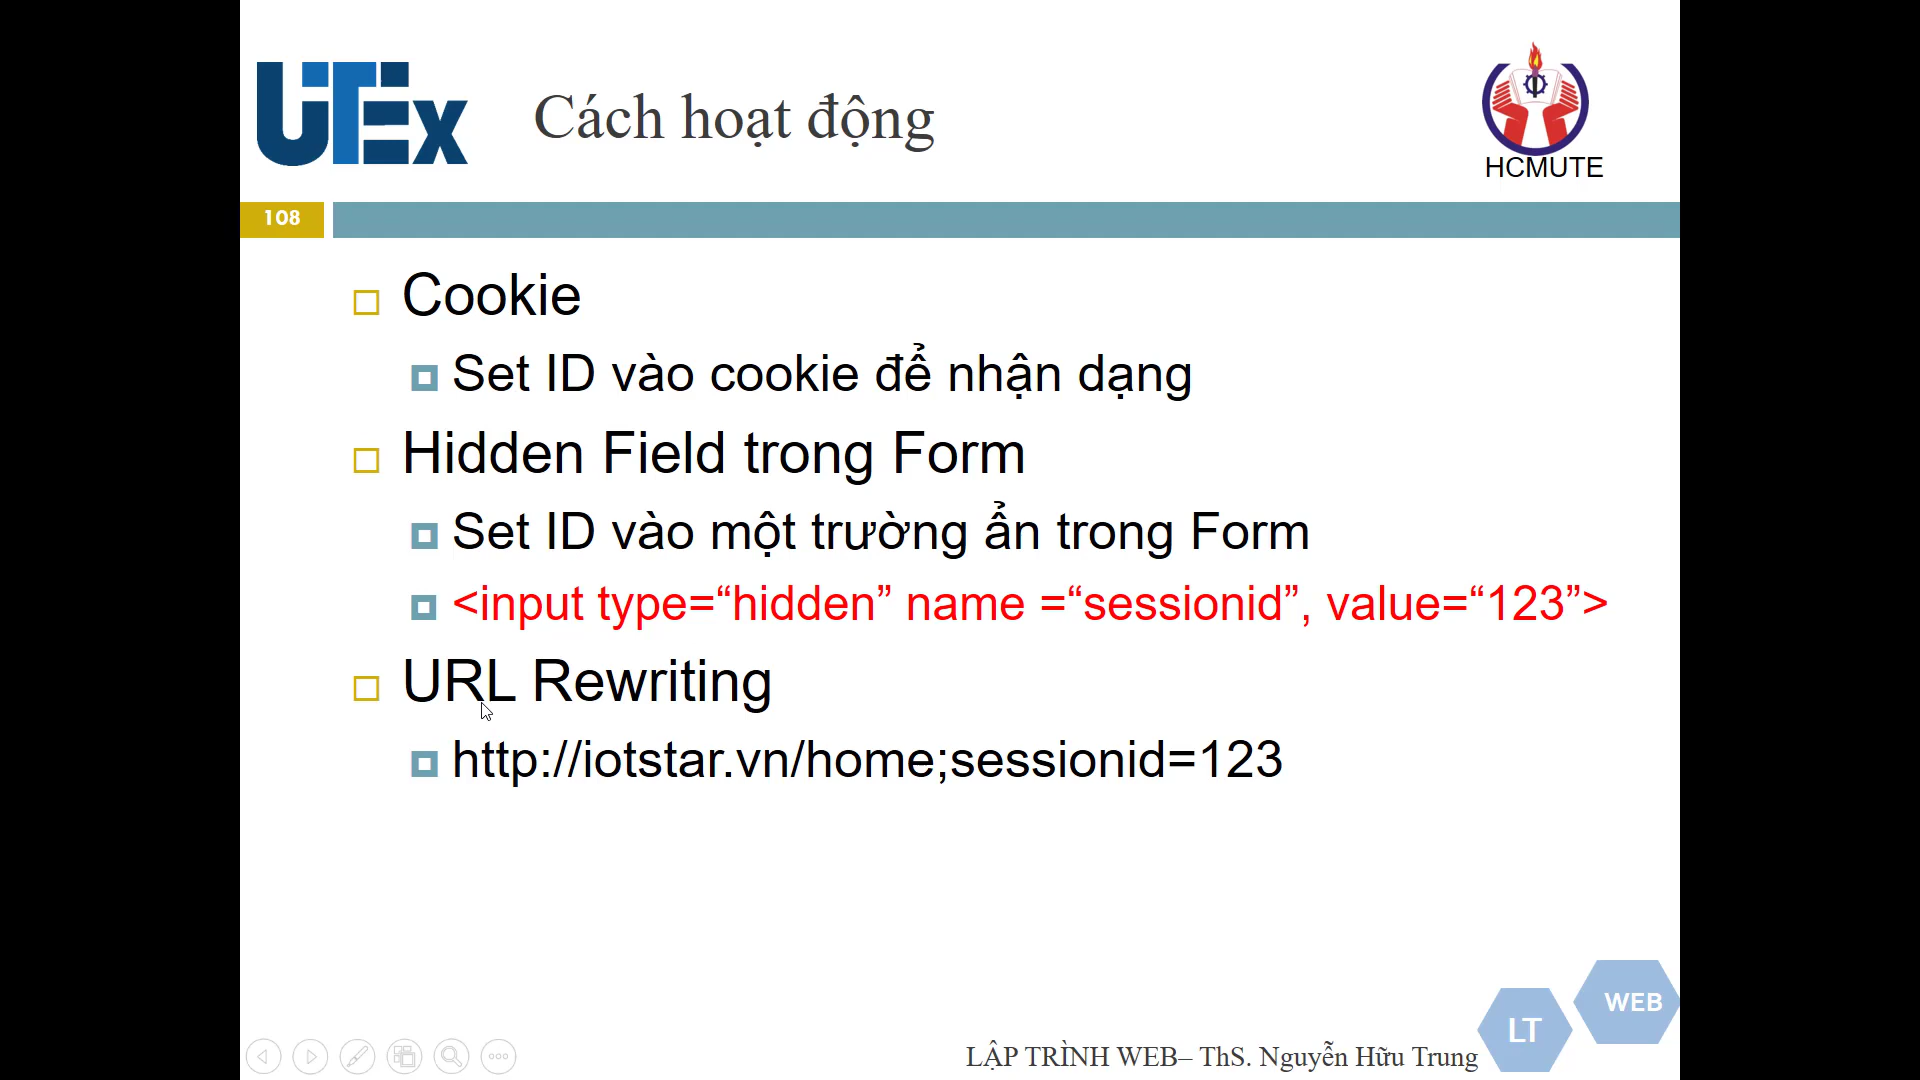 UTEx
Cách hoạt động
HCMUTE
108
Cookie
Set ID vào cookie để nhận dạng
Hidden Field trong Form
Set ID vào một trường ẩn trong Form
<input type=“hidden” name =“sessionid”, value=“123”>
URL Rewriting
http://iotstar.vn/home;sessionid=123
LẬP TRÌNH WEB– ThS. Nguyễn Hữu Trung
LT
WEB